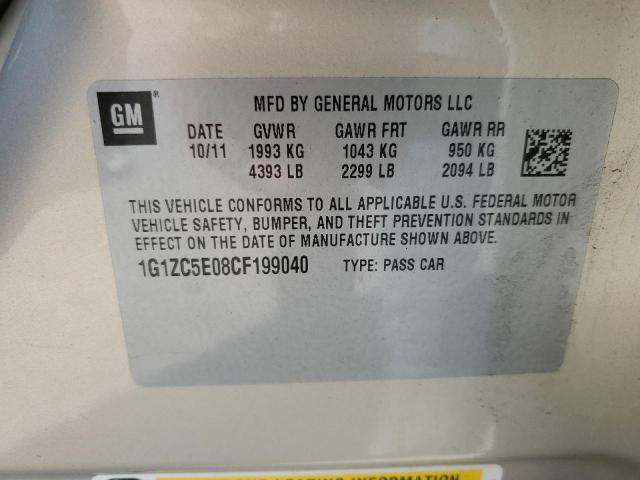 GM ®
MFD BY GENERAL MOTORS LLC
DATE GVWR GAWR FRT GAWR RR
10/11 1993 KG 1043 KG 950 KG
4393 LB 2299 LB 2094 LB
THIS VEHICLE CONFORMS TO ALL APPLICABLE U.S. FEDERAL MOTOR
VEHICLE SAFETY, BUMPER, AND THEFT PREVENTION STANDARDS IN
EFFECT ON THE DATE OF MANUFACTURE SHOWN ABOVE.
1G1ZC5E08CF199040 TYPE: PASS CAR
LOADING INFORMATION